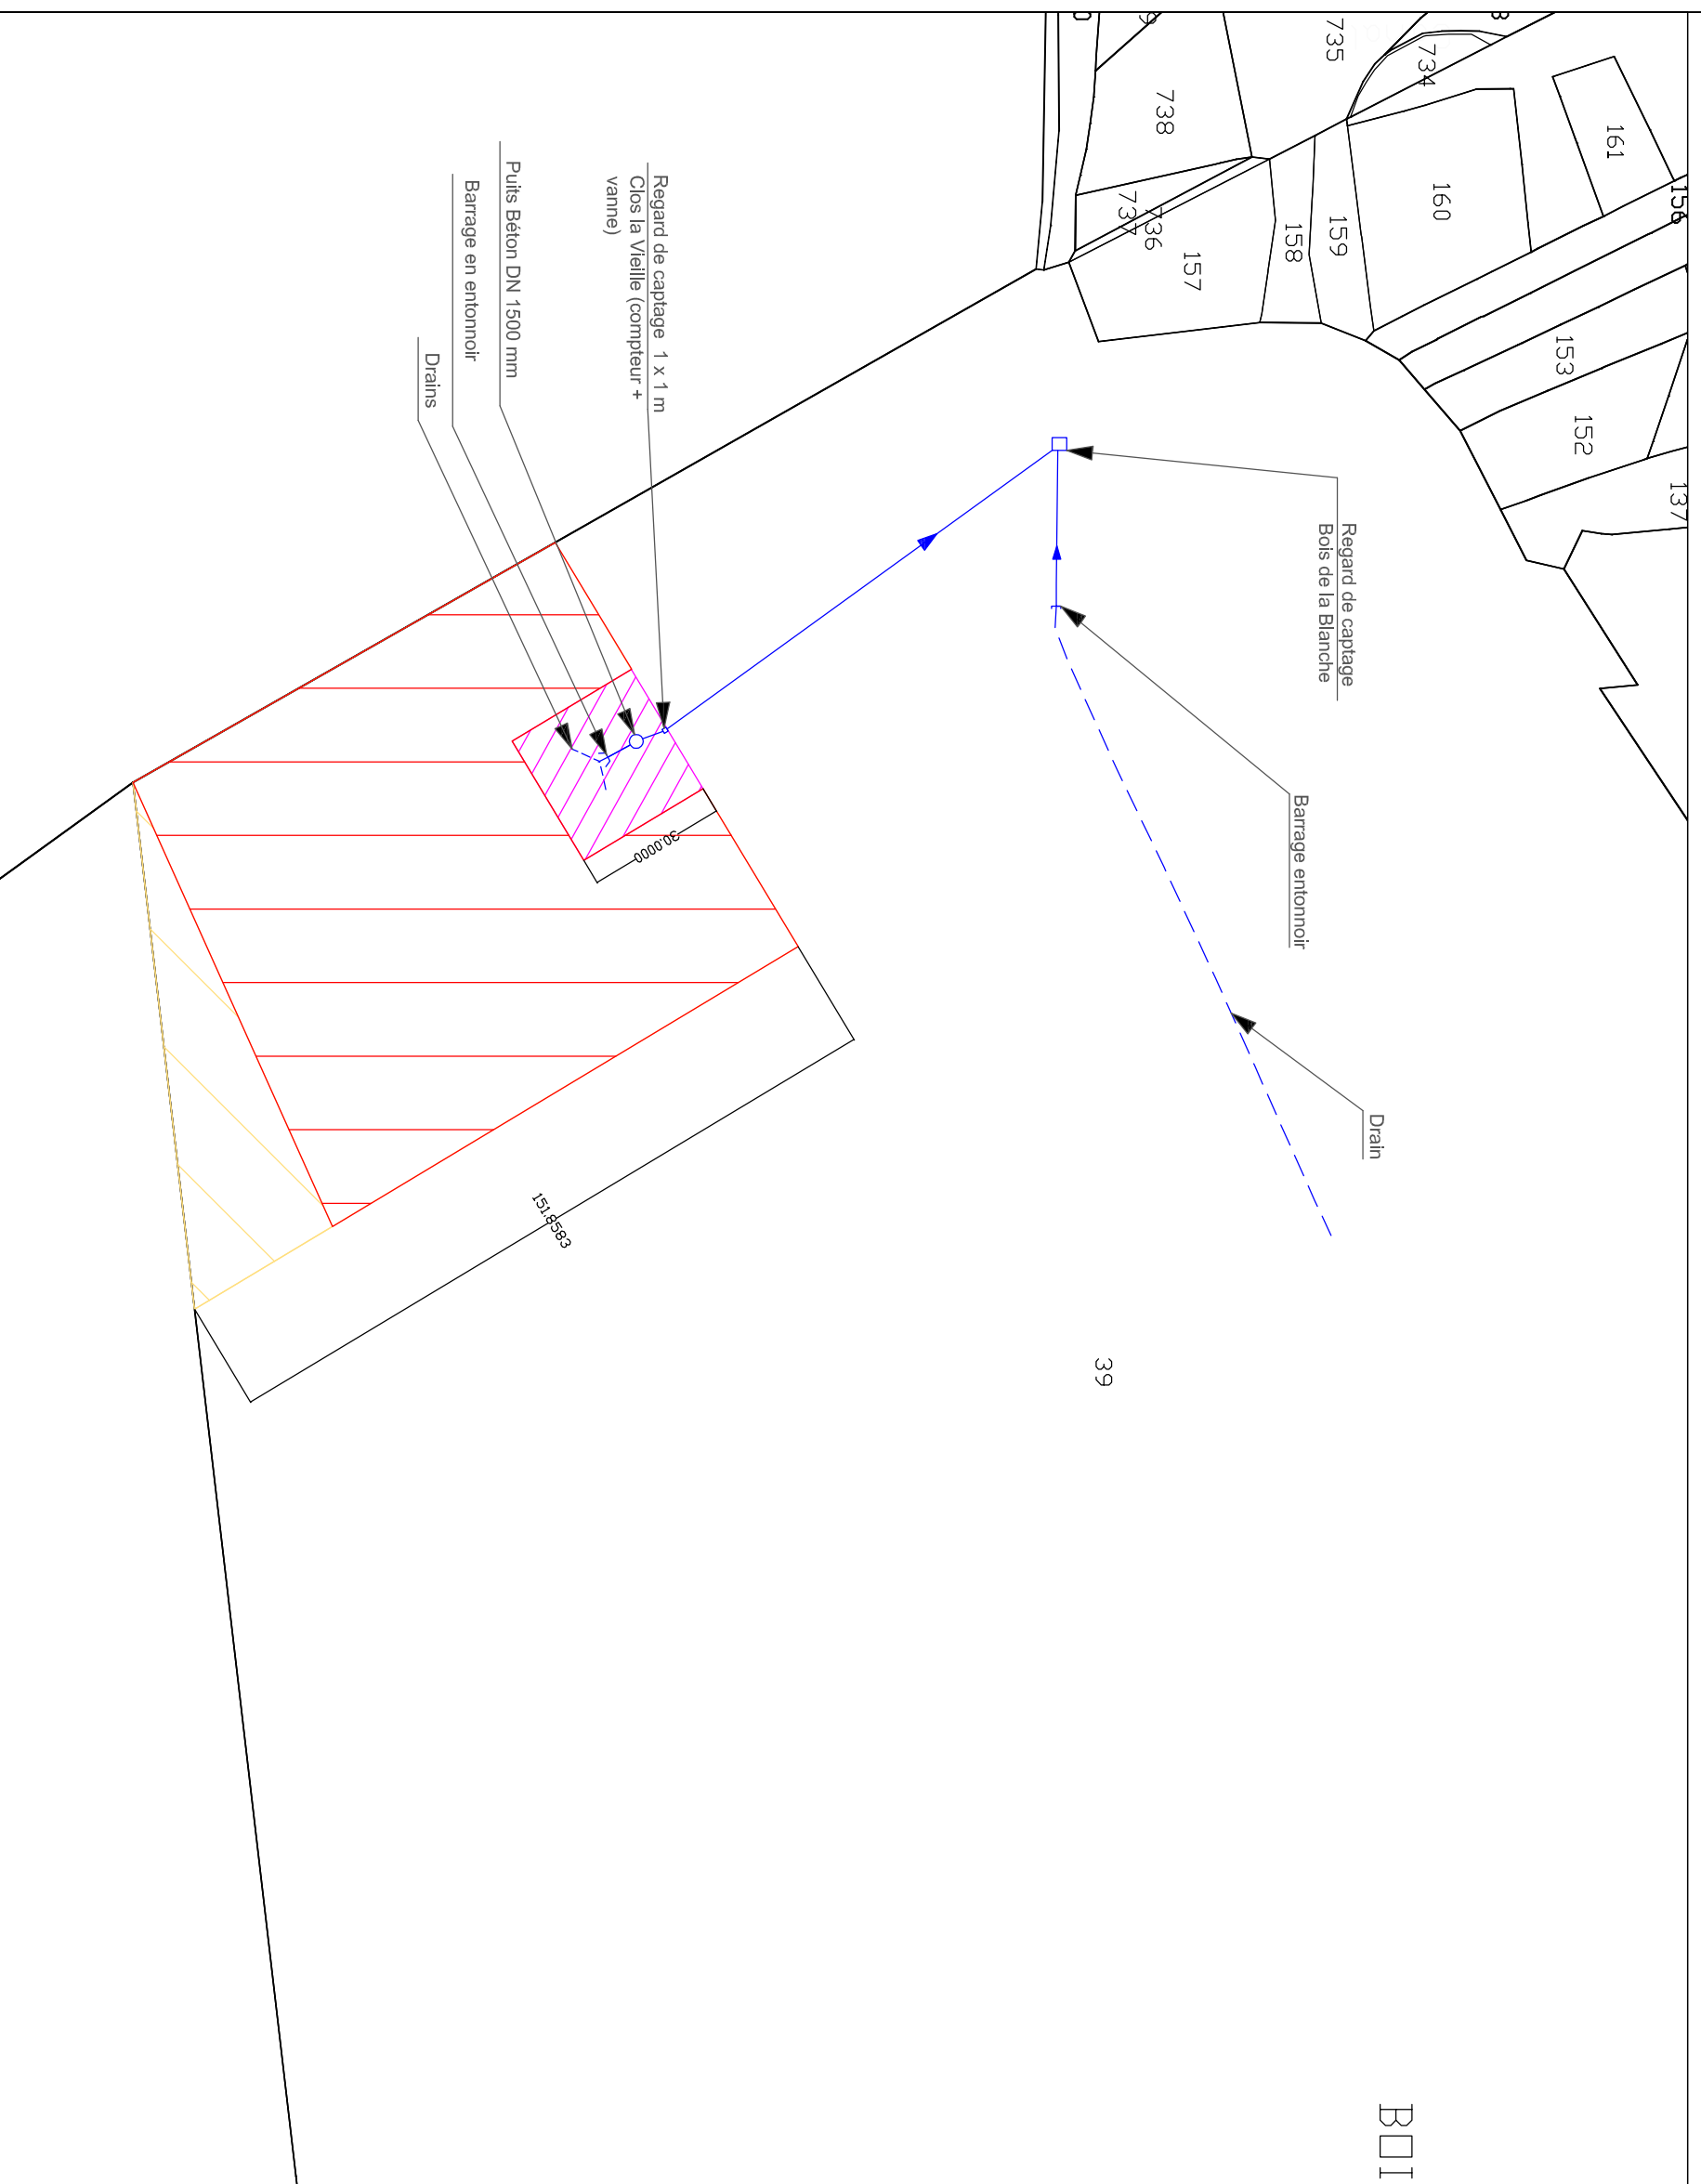 735
734
738
161
156
160
737
736
159
158
157
153
152
137
Regard de captage 1 x 1 m
Clos la Vieille (compteur +
vanne)
Puits Béton DN 1500 mm
Barrage en entonnoir
Drains
Regard de captage
Bois de la Blanche
Barrage entonnoir
30.0000
Drain
151.8583
39
BOI